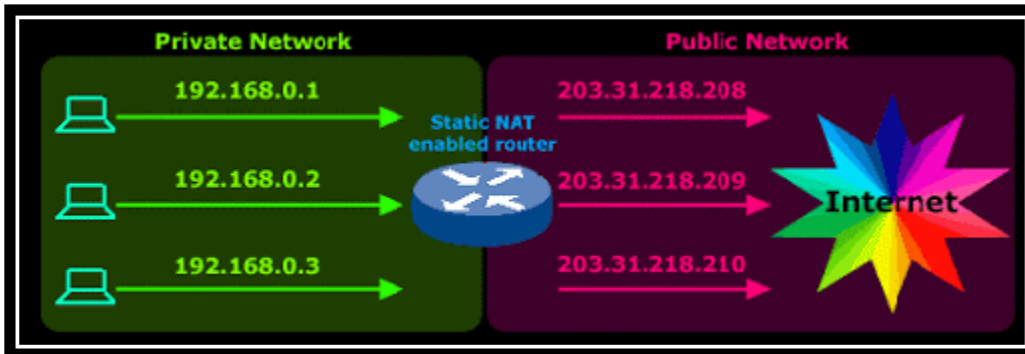 Private Network
Public Network
192.168.0.1
203.31.218.208
Static NAT
enabled router
192.168.0.2
203.31.218.209
Internet
192.168.0.3
203.31.218.210